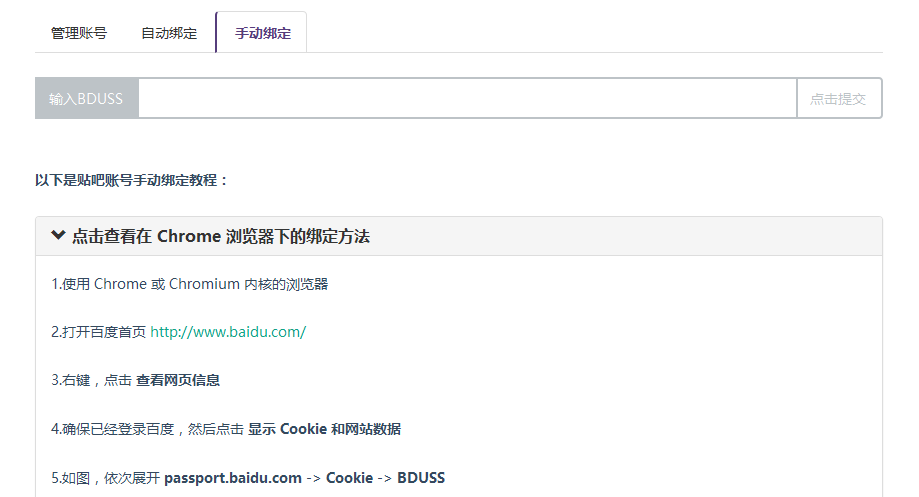 管理账号 自动绑定 手动绑定
输入BDUSS 点击提交
以下是贴吧账号手动绑定教程：
点击查看在 Chrome 浏览器下的绑定方法
1.使用 Chrome 或 Chromium 内核的浏览器
2.打开百度首页 http://www.baidu.com/
3.右键，点击 查看网页信息
4.确保已经登录百度，然后点击 显示 Cookie 和网站数据
5.如图，依次展开 passport.baidu.com -> Cookie -> BDUSS